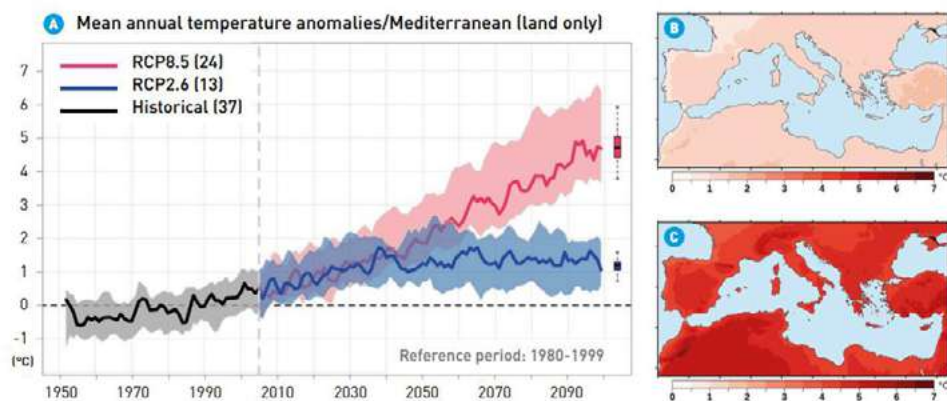 A Mean annual temperature anomalies/Mediterranean (land only)
RCP8.5 (24)
RCP2.6 (13)
Historical (37)
7
6
5
4
3
2
1
0
-1
(°C)
Reference period: 1980-1999
1950 1970 1990 2010 2030 2050 2070 2090
B
0 1 2 3 4 5 6 7 °C
C
0 1 2 3 4 5 6 7 °C